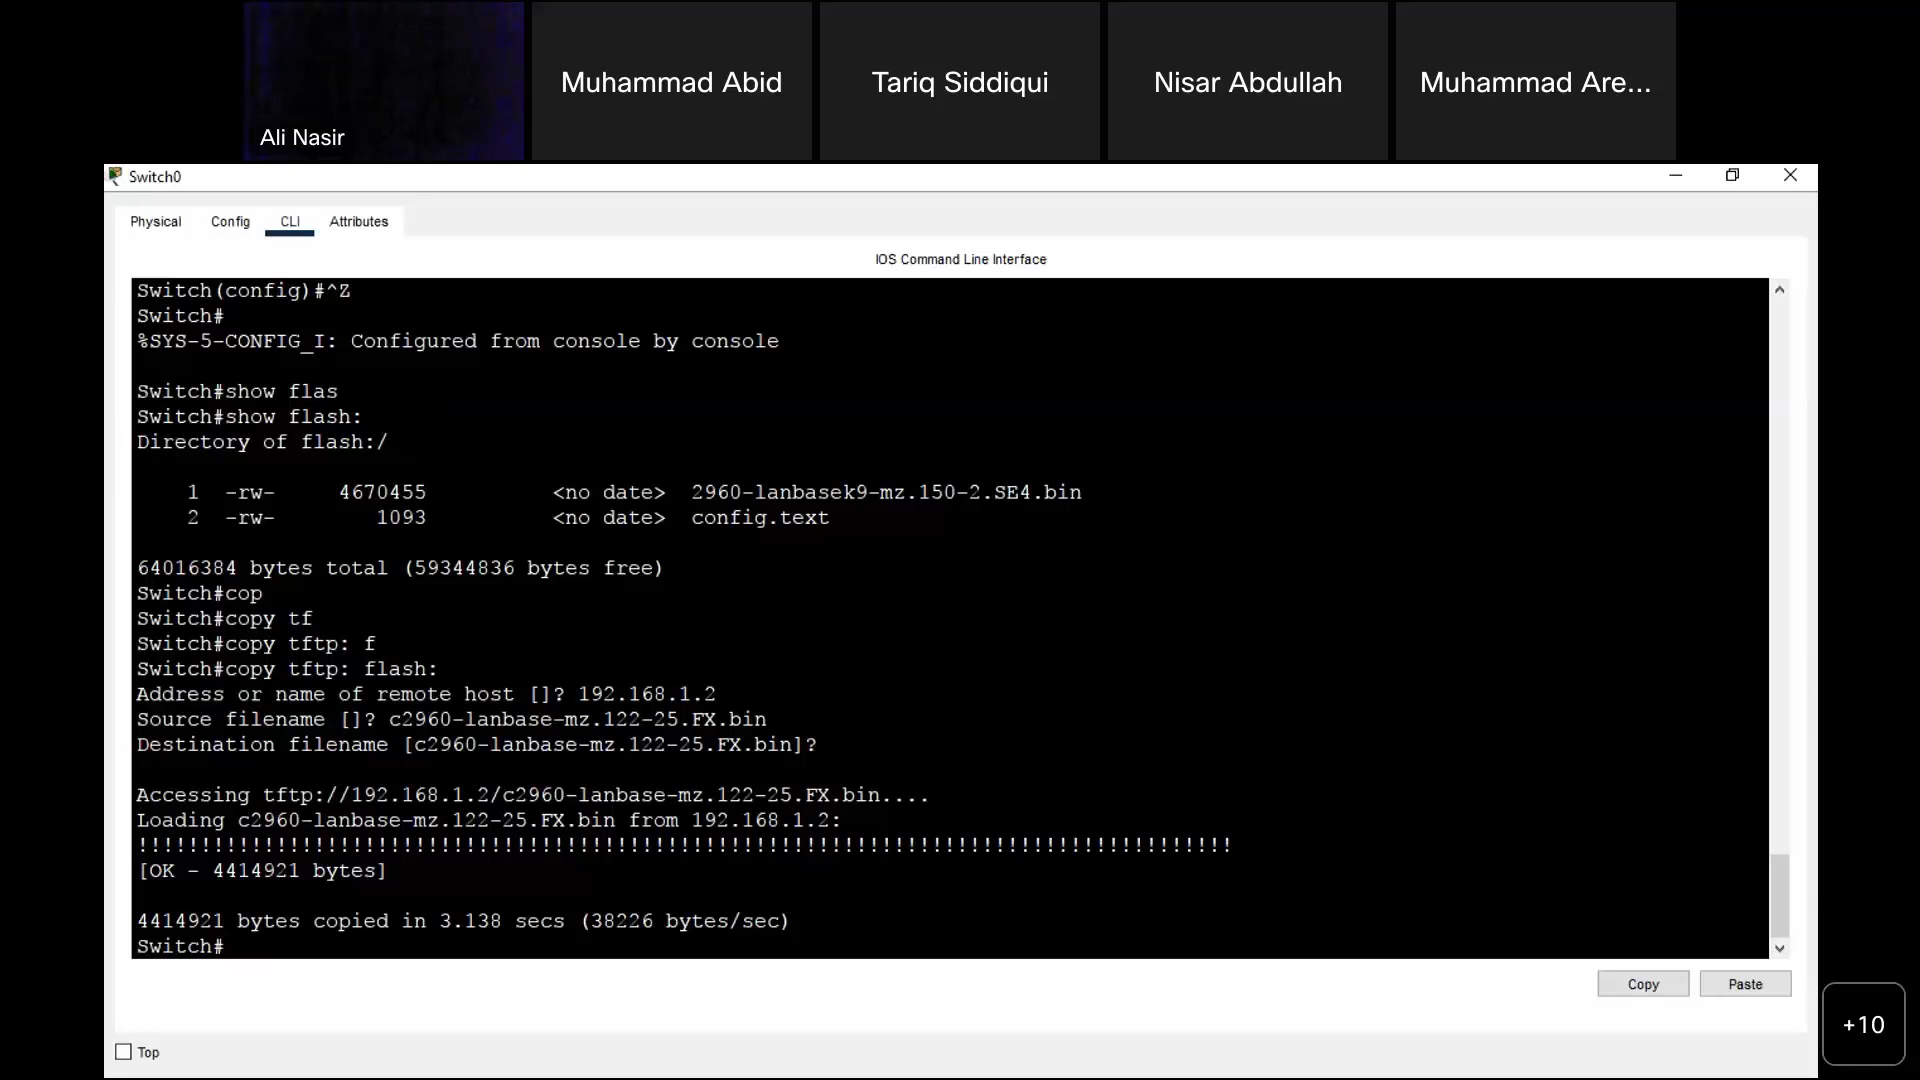 Muhammad Abid
Tariq Siddiqui
Nisar Abdullah
Muhammad Are...
Ali Nasir
Switch0
Physical
Config
CLI
Attributes
IOS Command Line Interface
Switch(config)#^Z
Switch#
%SYS-5-CONFIG_I: Configured from console by console
Switch#show flas
Switch#show flash:
Directory of flash:/
1 -rw- 4670455 <no date> 2960-lanbasek9-mz.150-2.SE4.bin
2 -rw- 1093 <no date> config.text
64016384 bytes total (59344836 bytes free)
Switch#cop
Switch#copy tf
Switch#copy tftp: f
Switch#copy tftp: flash:
Address or name of remote host []? 192.168.1.2
Source filename []? c2960-lanbase-mz.122-25.FX.bin
Destination filename [c2960-lanbase-mz.122-25.FX.bin]?
Accessing tftp://192.168.1.2/c2960-lanbase-mz.122-25.FX.bin....
Loading c2960-lanbase-mz.122-25.FX.bin from 192.168.1.2:
!!!!!!!!!!!!!!!!!!!!!!!!!!!!!!!!!!!!!!!!!!!!!!!!!!!!!!!!!!!!!!!!!!!!!!!!!!!!!!!!!!!!!!!
[OK - 4414921 bytes]
4414921 bytes copied in 3.138 secs (38226 bytes/sec)
Switch#
Copy
Paste
+10
Top